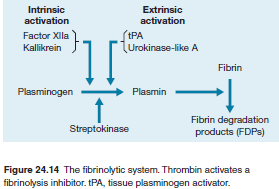 Intrinsic activation
Extrinsic activation
Factor XIIa
Kallikrein
tPA
Urokinase-like A
Fibrin
Plasminogen
Plasmin
Streptokinase
Fibrin degradation
products (FDPs)
Figure 24.14 The fibrinolytic system. Thrombin activates a
fibrinolysis inhibitor. tPA, tissue plasminogen activator.